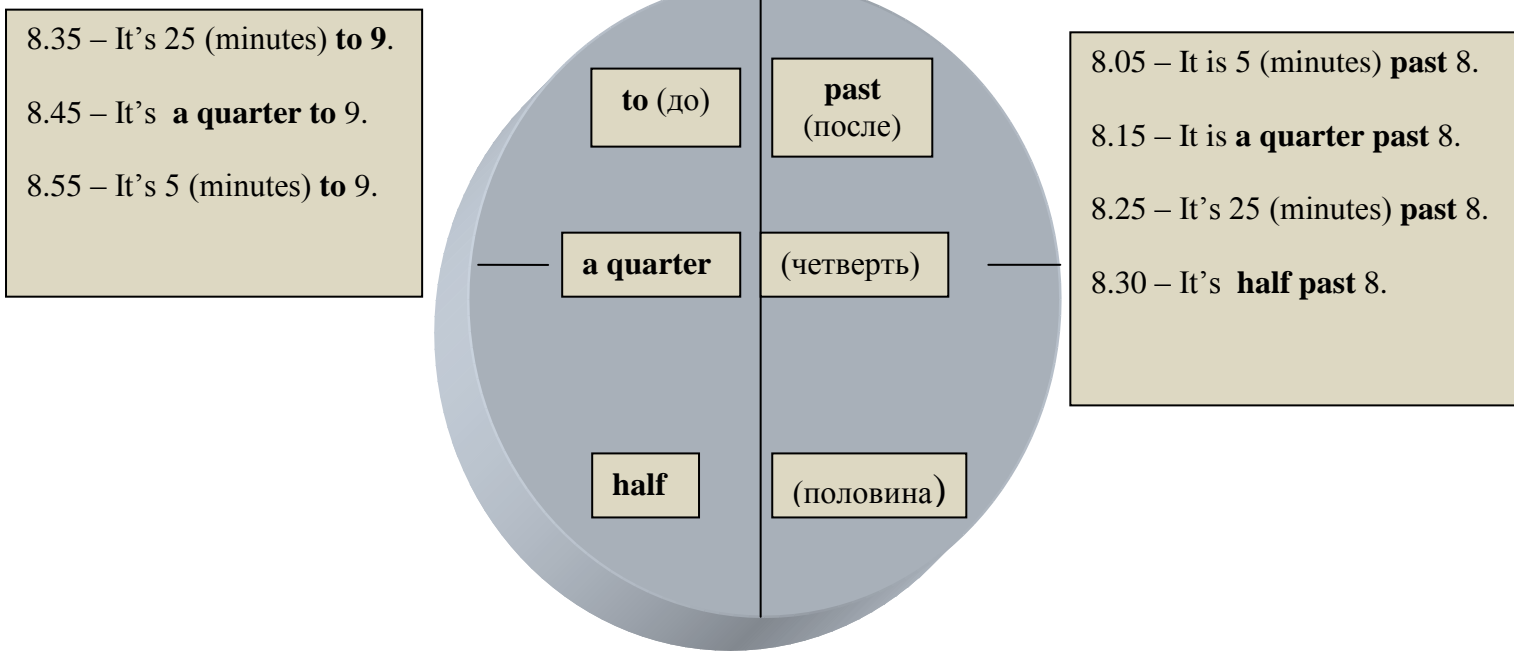 8.35 – It’s 25 (minutes) to 9.
8.45 – It’s a quarter to 9.
8.55 – It’s 5 (minutes) to 9.
to (до)
past
(после)
a quarter
(четверть)
half
(половина)
8.05 – It is 5 (minutes) past 8.
8.15 – It is a quarter past 8.
8.25 – It’s 25 (minutes) past 8.
8.30 – It’s half past 8.